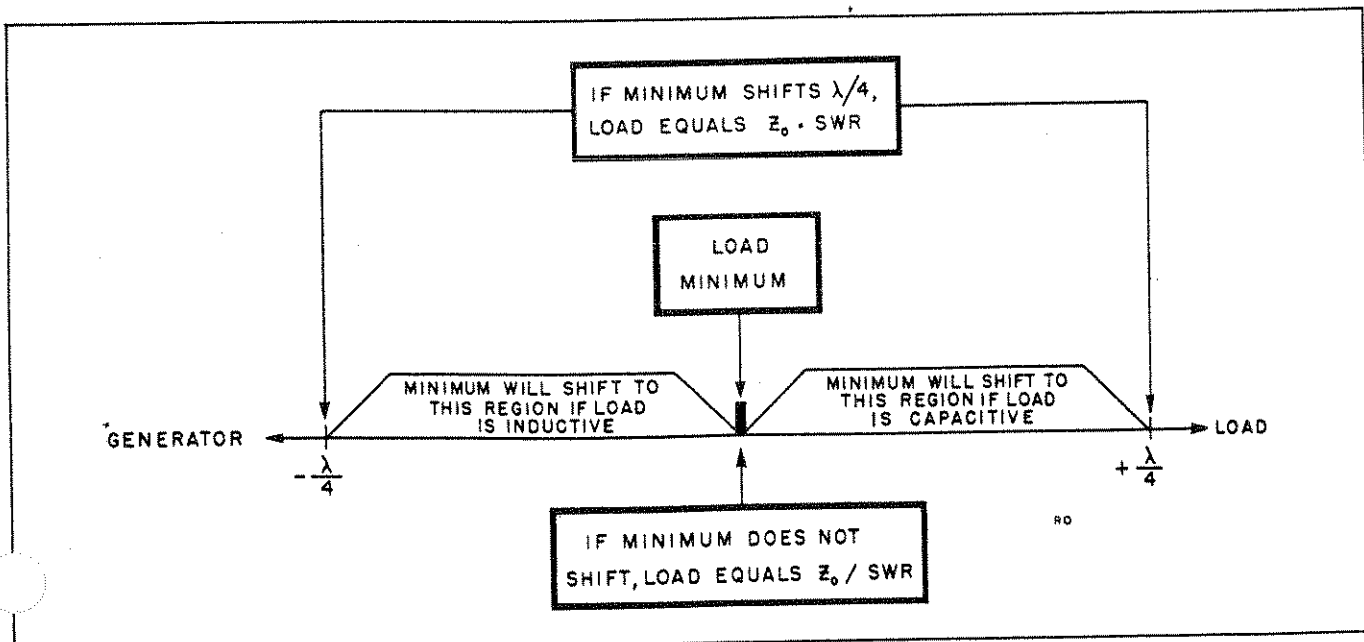 IF MINIMUM SHIFTS λ/4,
LOAD EQUALS Z₀ · SWR
LOAD
MINIMUM
MINIMUM WILL SHIFT TO
THIS REGION IF LOAD
IS INDUCTIVE
MINIMUM WILL SHIFT TO
THIS REGION IF LOAD
IS CAPACITIVE
GENERATOR
LOAD
- λ/4
+ λ/4
RO
IF MINIMUM DOES NOT
SHIFT, LOAD EQUALS Z₀ / SWR